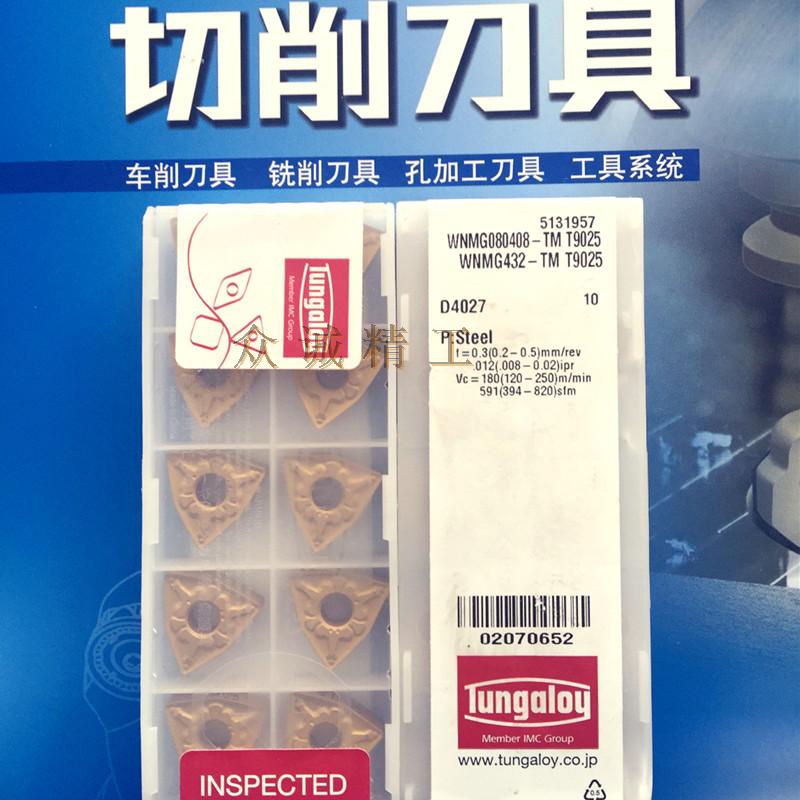 切削刀具
车削刀具 铣削刀具 孔加工刀具 工具系统
Tungaloy
Member IMC Group
众诚精工
5131957
WNMG080408-TM T9025
WNMG432-TM T9025
D4027 10
P:Steel
f=0.3(0.2-0.5)mm/rev
.012(.008-0.02)ipr
Vc=180(120-250)m/min
591(394-820)sfm
02070652
Tungaloy
Member IMC Group
www.tungaloy.co.jp
INSPECTED
0.5